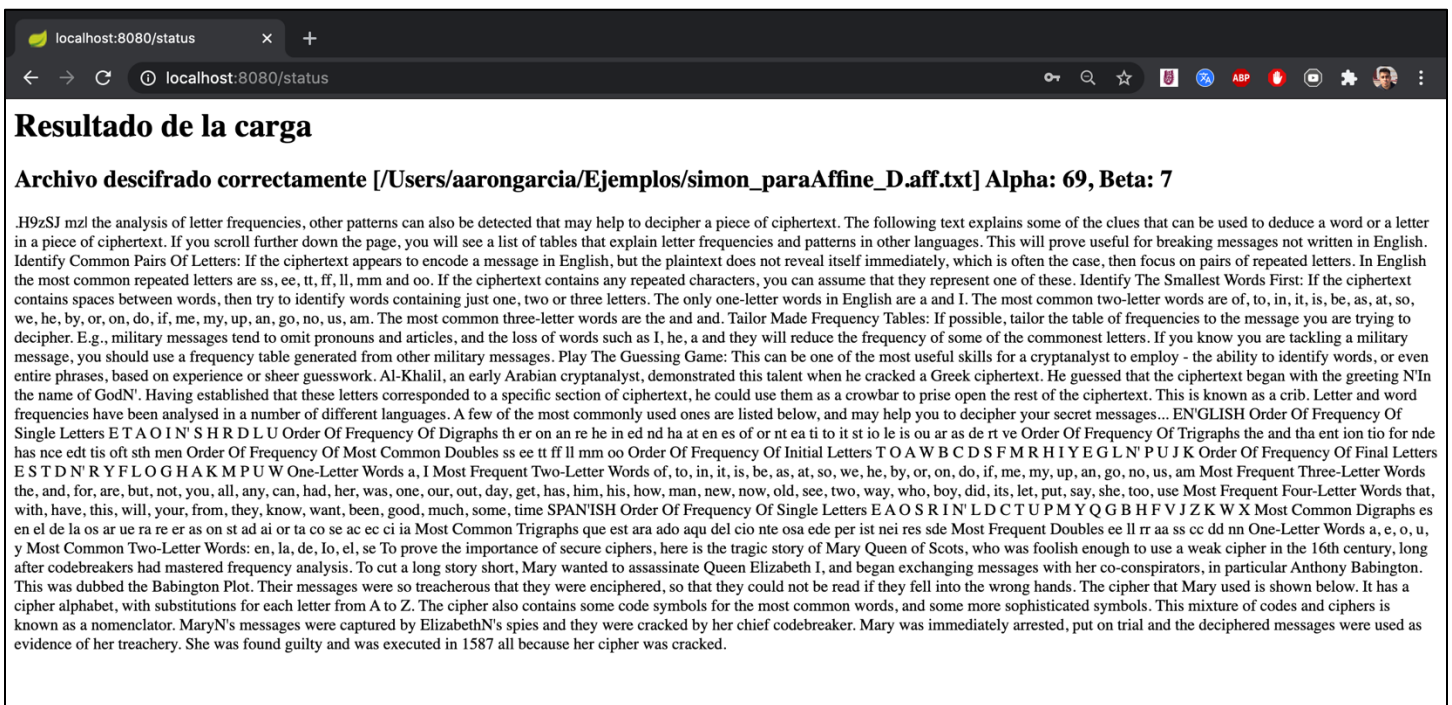 localhost:8080/status
localhost:8080/status
ABP
Resultado de la carga
Archivo descifrado correctamente [/Users/aarongarcia/Ejemplos/simon_paraAffine_D.aff.txt] Alpha: 69, Beta: 7
.H9zSJ mzl the analysis of letter frequencies, other patterns can also be detected that may help to decipher a piece of ciphertext. The following text explains some of the clues that can be used to deduce a word or a letter
in a piece of ciphertext. If you scroll further down the page, you will see a list of tables that explain letter frequencies and patterns in other languages. This will prove useful for breaking messages not written in English.
Identify Common Pairs Of Letters: If the ciphertext appears to encode a message in English, but the plaintext does not reveal itself immediately, which is often the case, then focus on pairs of repeated letters. In English
the most common repeated letters are ss, ee, tt, ff, ll, mm and oo. If the ciphertext contains any repeated characters, you can assume that they represent one of these. Identify The Smallest Words First: If the ciphertext
contains spaces between words, then try to identify words containing just one, two or three letters. The only one-letter words in English are a and I. The most common two-letter words are of, to, in, it, is, be, as, at, so,
we, he, by, or, on, do, if, me, my, up, an, go, no, us, am. The most common three-letter words are the and and. Tailor Made Frequency Tables: If possible, tailor the table of frequencies to the message you are trying to
decipher. E.g., military messages tend to omit pronouns and articles, and the loss of words such as I, he, a and they will reduce the frequency of some of the commonest letters. If you know you are tackling a military
message, you should use a frequency table generated from other military messages. Play The Guessing Game: This can be one of the most useful skills for a cryptanalyst to employ - the ability to identify words, or even
entire phrases, based on experience or sheer guesswork. Al-Khalil, an early Arabian cryptanalyst, demonstrated this talent when he cracked a Greek ciphertext. He guessed that the ciphertext began with the greeting N'In
the name of GodN'. Having established that these letters corresponded to a specific section of ciphertext, he could use them as a crowbar to prise open the rest of the ciphertext. This is known as a crib. Letter and word
frequencies have been analysed in a number of different languages. A few of the most commonly used ones are listed below, and may help you to decipher your secret messages... EN'GLISH Order Of Frequency Of
Single Letters E T A O I N' S H R D L U Order Of Frequency Of Digraphs th er on an re he in ed nd ha at en es of or nt ea ti to it st io le is ou ar as de rt ve Order Of Frequency Of Trigraphs the and tha ent ion tio for nde
has nce edt tis oft sth men Order Of Frequency Of Most Common Doubles ss ee tt ff ll mm oo Order Of Frequency Of Initial Letters T O A W B C D S F M R H I Y E G L N' P U J K Order Of Frequency Of Final Letters
E S T D N' R Y F L O G H A K M P U W One-Letter Words a, I Most Frequent Two-Letter Words of, to, in, it, is, be, as, at, so, we, he, by, or, on, do, if, me, my, up, an, go, no, us, am Most Frequent Three-Letter Words
the, and, for, are, but, not, you, all, any, can, had, her, was, one, our, out, day, get, has, him, his, how, man, new, now, old, see, two, way, who, boy, did, its, let, put, say, she, too, use Most Frequent Four-Letter Words that,
with, have, this, will, your, from, they, know, want, been, good, much, some, time SPAN'ISH Order Of Frequency Of Single Letters E A O S R I N' L D C T U P M Y Q G B H F V J Z K W X Most Common Digraphs es
en el de la os ar ue ra re er as on st ad ai or ta co se ac ec ci ia Most Common Trigraphs que est ara ado aqu del cio nte osa ede per ist nei res sde Most Frequent Doubles ee ll rr aa ss cc dd nn One-Letter Words a, e, o, u,
y Most Common Two-Letter Words: en, la, de, Io, el, se To prove the importance of secure ciphers, here is the tragic story of Mary Queen of Scots, who was foolish enough to use a weak cipher in the 16th century, long
after codebreakers had mastered frequency analysis. To cut a long story short, Mary wanted to assassinate Queen Elizabeth I, and began exchanging messages with her co-conspirators, in particular Anthony Babington.
This was dubbed the Babington Plot. Their messages were so treacherous that they were enciphered, so that they could not be read if they fell into the wrong hands. The cipher that Mary used is shown below. It has a
cipher alphabet, with substitutions for each letter from A to Z. The cipher also contains some code symbols for the most common words, and some more sophisticated symbols. This mixture of codes and ciphers is
known as a nomenclator. MaryN's messages were captured by ElizabethN's spies and they were cracked by her chief codebreaker. Mary was immediately arrested, put on trial and the deciphered messages were used as
evidence of her treachery. She was found guilty and was executed in 1587 all because her cipher was cracked.